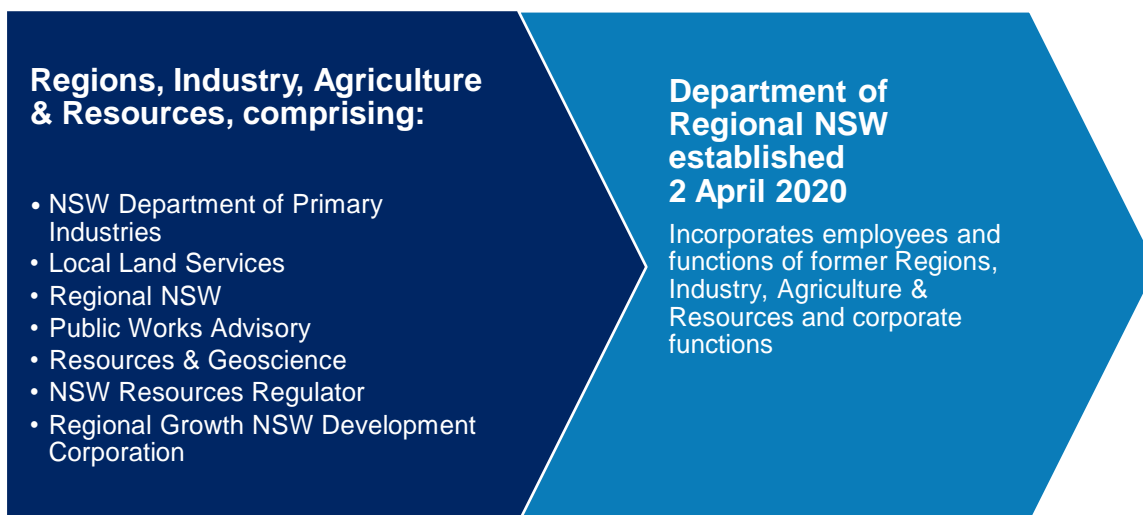 Regions, Industry, Agriculture
& Resources, comprising:
• NSW Department of Primary
Industries
• Local Land Services
• Regional NSW
• Public Works Advisory
• Resources & Geoscience
• NSW Resources Regulator
• Regional Growth NSW Development
Corporation
Department of
Regional NSW
established
2 April 2020
Incorporates employees and
functions of former Regions,
Industry, Agriculture &
Resources and corporate
functions